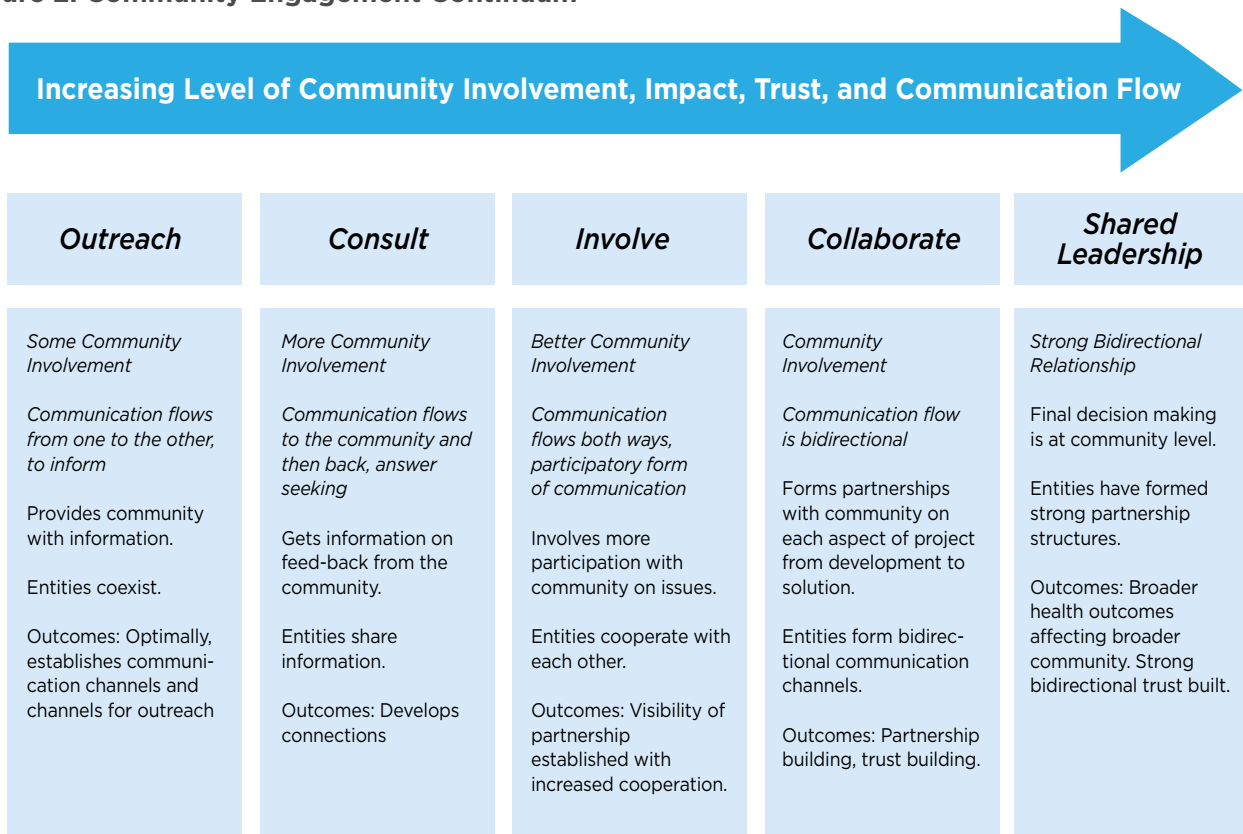 Increasing Level of Community Involvement, Impact, Trust, and Communication Flow
Outreach
Some Community
Involvement
Communication flows
from one to the other,
to inform
Provides community
with information.
Entities coexist.
Outcomes: Optimally,
establishes communi-
cation channels and
channels for outreach
Consult
More Community
Involvement
Communication flows
to the community and
then back, answer
seeking
Gets information on
feed-back from the
community.
Entities share
information.
Outcomes: Develops
connections
Involve
Better Community
Involvement
Communication
flows both ways,
participatory form
of communication
Involves more
participation with
community on issues.
Entities cooperate with
each other.
Outcomes: Visibility of
partnership
established with
increased cooperation.
Collaborate
Community
Involvement
Communication flow
is bidirectional
Forms partnerships
with community on
each aspect of project
from development to
solution.
Entities form bidirec-
tional communication
channels.
Outcomes: Partnership
building, trust building.
Shared
Leadership
Strong Bidirectional
Relationship
Final decision making
is at community level.
Entities have formed
strong partnership
structures.
Outcomes: Broader
health outcomes
affecting broader
community. Strong
bidirectional trust built.